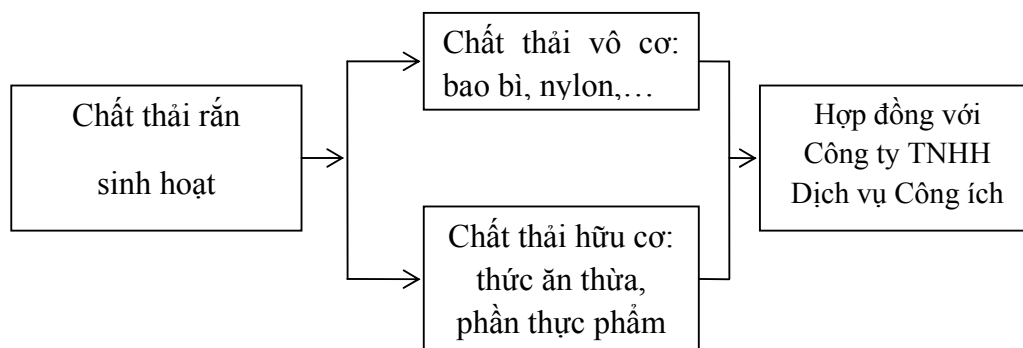 Chất thải rắn
sinh hoạt
Chất thải vô cơ:
bao bì, nylon,…
Chất thải hữu cơ:
thức ăn thừa,
phần thực phẩm
Hợp đồng với
Công ty TNHH
Dịch vụ Công ích